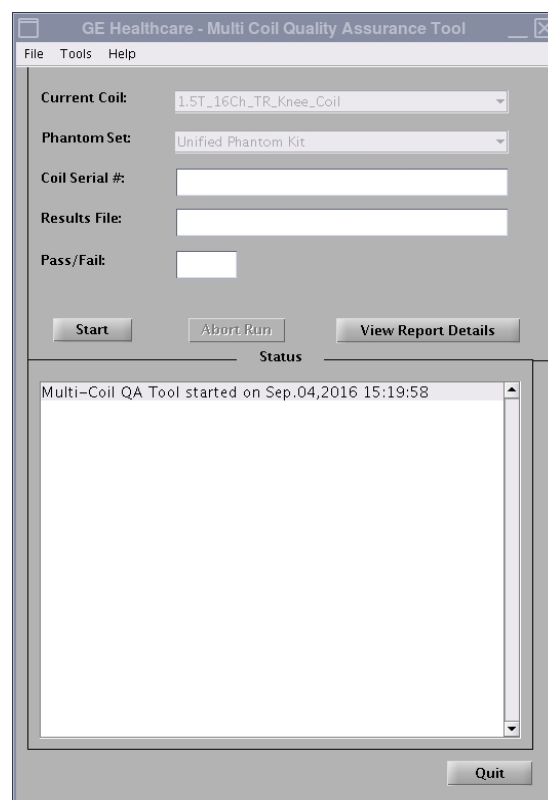 GE Healthcare - Multi Coil Quality Assurance Tool
File Tools Help
Current Coil: 1.5T_16Ch_TR_Knee_Coil
Phantom Set: Unified Phantom Kit
Coil Serial #:
Results File:
Pass/Fail:
Start Abort Run View Report Details
Status
Multi-Coil QA Tool started on Sep.04,2016 15:19:58
Quit